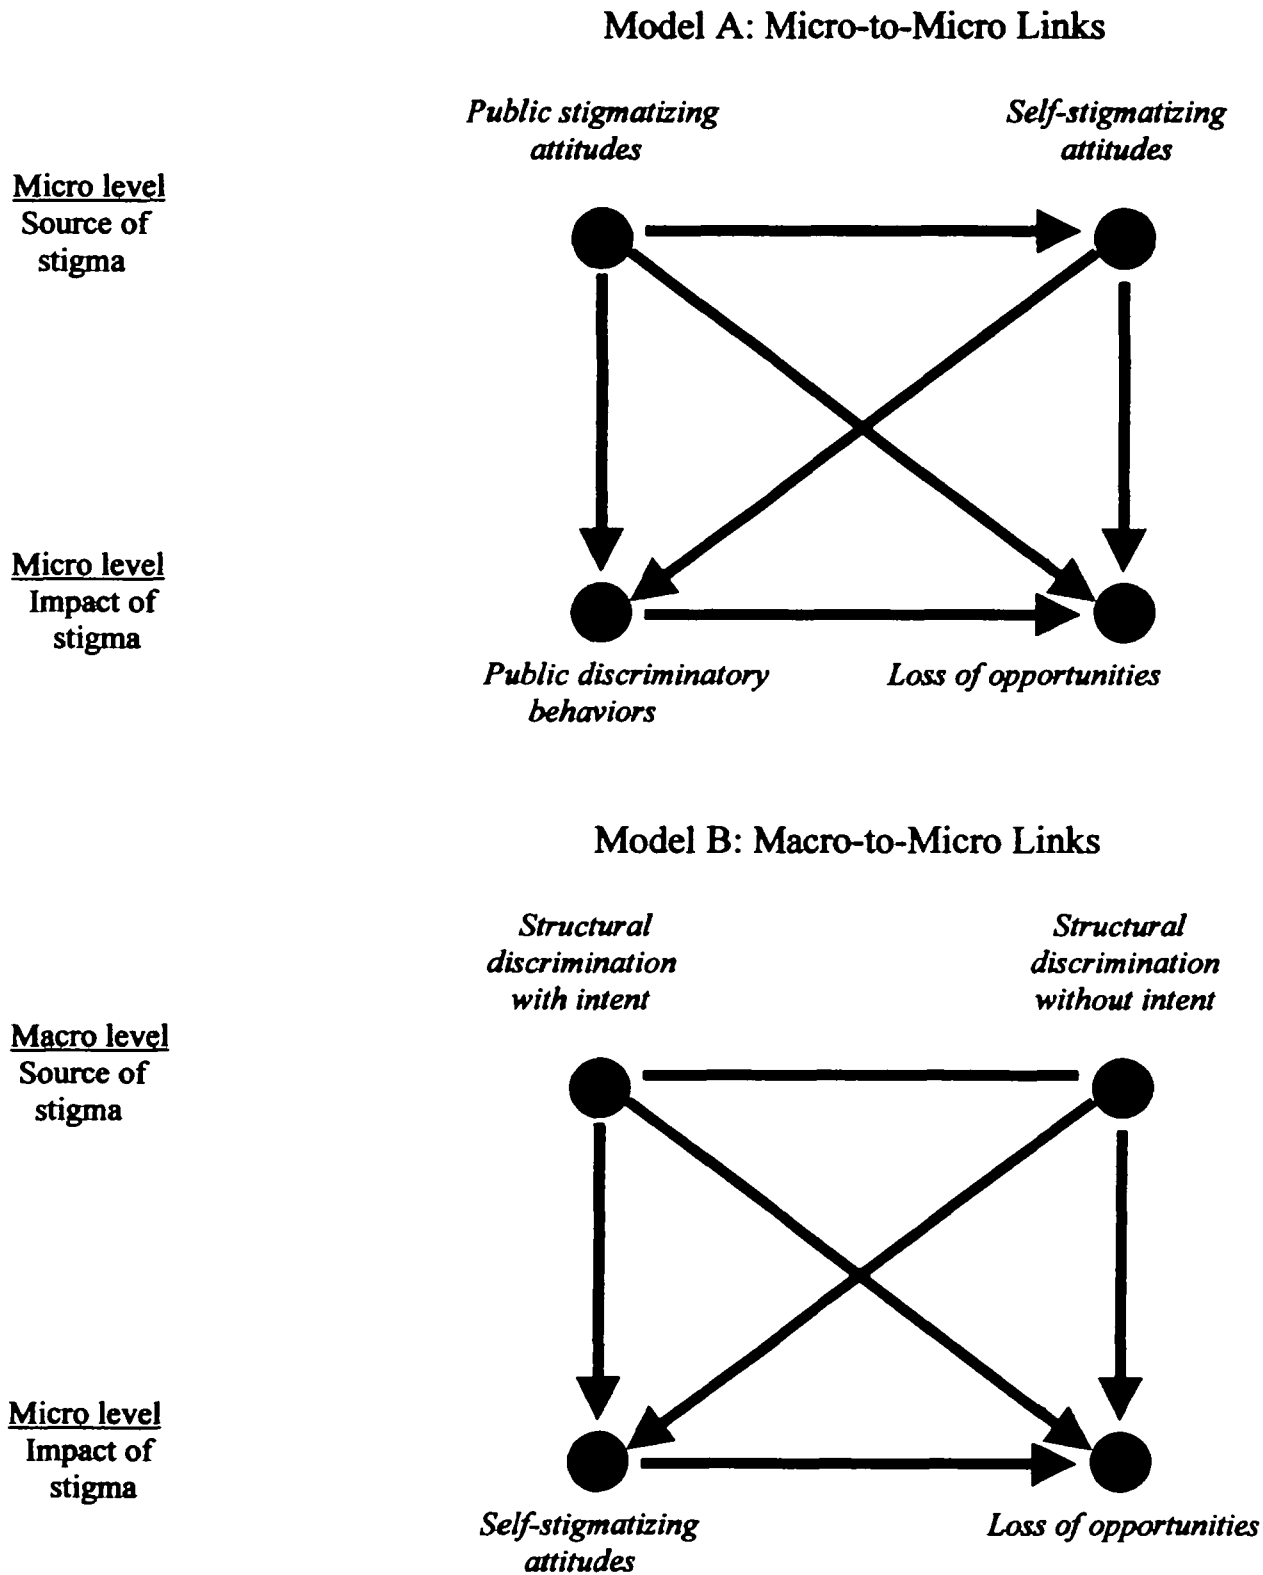 Model A: Micro-to-Micro Links
Public stigmatizing
attitudes
Self-stigmatizing
attitudes
Micro level
Source of
stigma
Micro level
Impact of
stigma
Public discriminatory
behaviors
Loss of opportunities
Model B: Macro-to-Micro Links
Structural
discrimination
with intent
Structural
discrimination
without intent
Macro level
Source of
stigma
Micro level
Impact of
stigma
Self-stigmatizing
attitudes
Loss of opportunities